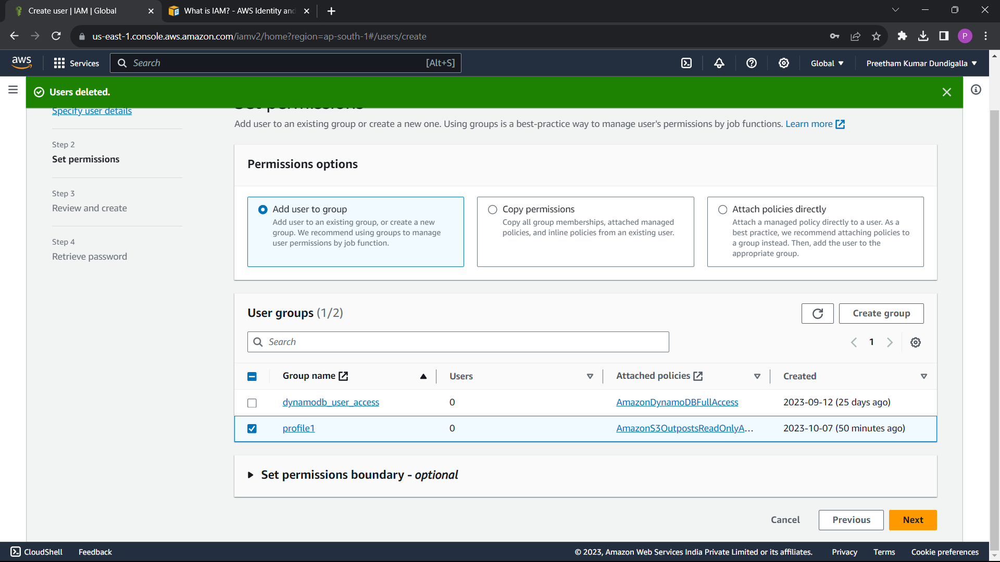 Create user | IAM | Global
What is IAM? - AWS Identity and
us-east-1.console.aws.amazon.com/iamv2/home?region=ap-south-1#/users/create
P
aws
Services
Search
[Alt+S]
Global
Preetham Kumar Dundigalla
Users deleted.
Specify user details
Set permissions
Add user to an existing group or create a new one. Using groups is a best-practice way to manage user's permissions by job functions. Learn more
Step 2
Set permissions
Step 3
Review and create
Step 4
Retrieve password
Permissions options
Add user to group
Add user to an existing group, or create a new
group. We recommend using groups to manage
user permissions by job function.
Copy permissions
Copy all group memberships, attached managed
policies, and inline policies from an existing user.
Attach policies directly
Attach a managed policy directly to a user. As a
best practice, we recommend attaching policies to
a group instead. Then, add the user to the
appropriate group.
User groups (1/2)
Create group
Search
1
Group name
Users
Attached policies
Created
dynamodb_user_access
0
AmazonDynamoDBFullAccess
2023-09-12 (25 days ago)
profile1
0
AmazonS3OutpostsReadOnlyA...
2023-10-07 (50 minutes ago)
Set permissions boundary - optional
Cancel
Previous
Next
CloudShell
Feedback
© 2023, Amazon Web Services India Private Limited or its affiliates.
Privacy
Terms
Cookie preferences